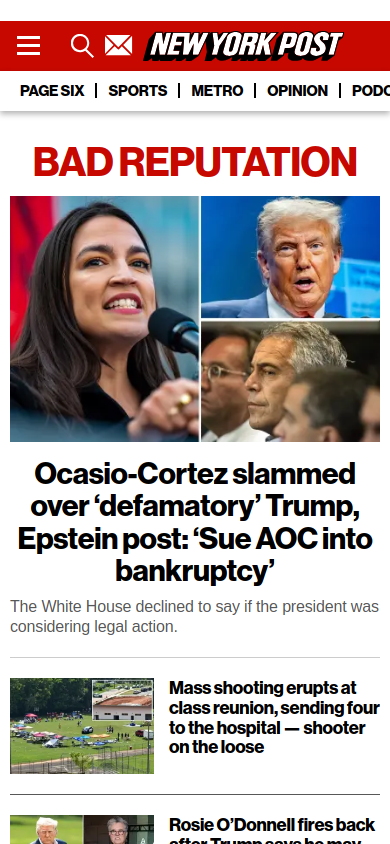 NEW YORK POST
PAGE SIX
SPORTS
METRO
OPINION
BAD REPUTATION
Ocasio-Cortez slammed
over ‘defamatory’ Trump,
Epstein post: ‘Sue AOC into
bankruptcy’
The White House declined to say if the president was
considering legal action.
Mass shooting erupts at
class reunion, sending four
to the hospital — shooter
on the loose
Rosie O’Donnell fires back
after Trump says he may